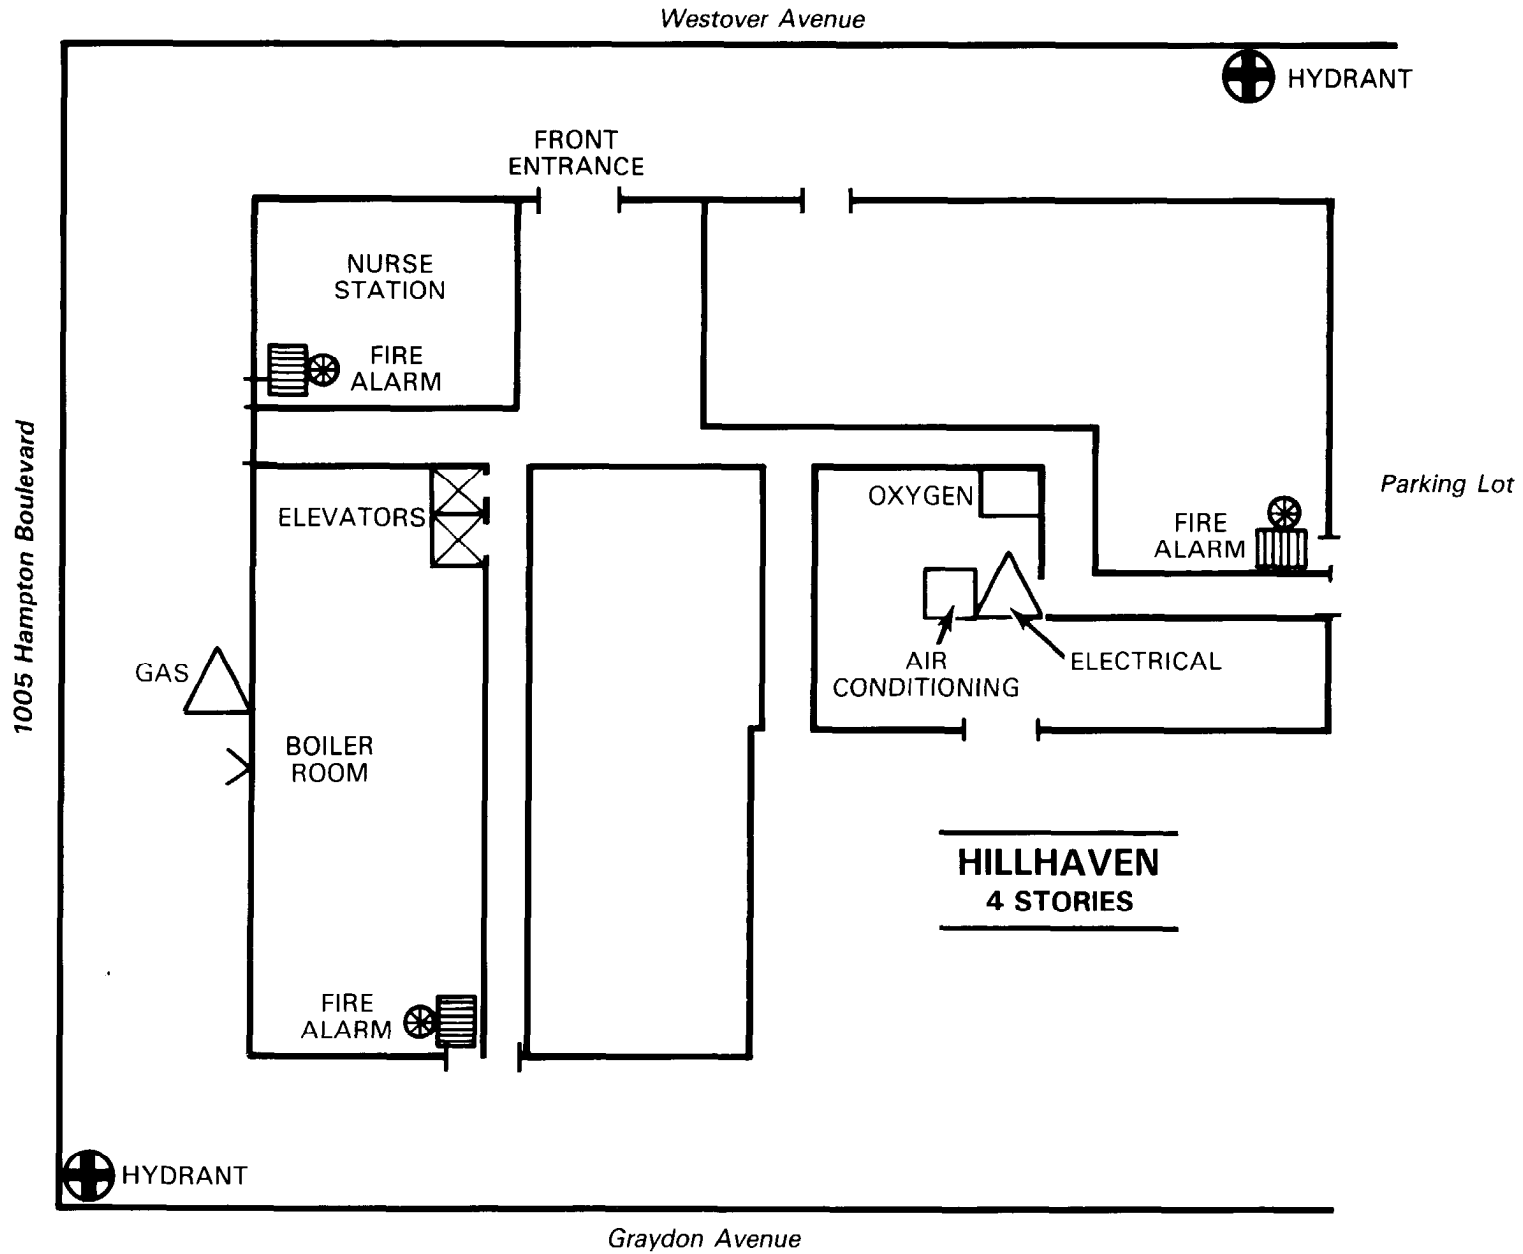 Westover Avenue
HYDRANT
FRONT
ENTRANCE
NURSE
STATION
FIRE
ALARM
1005 Hampton Boulevard
ELEVATORS
OXYGEN
Parking Lot
FIRE
ALARM
GAS
AIR
CONDITIONING
ELECTRICAL
BOILER
ROOM
HILLHAVEN
4 STORIES
FIRE
ALARM
HYDRANT
Graydon Avenue